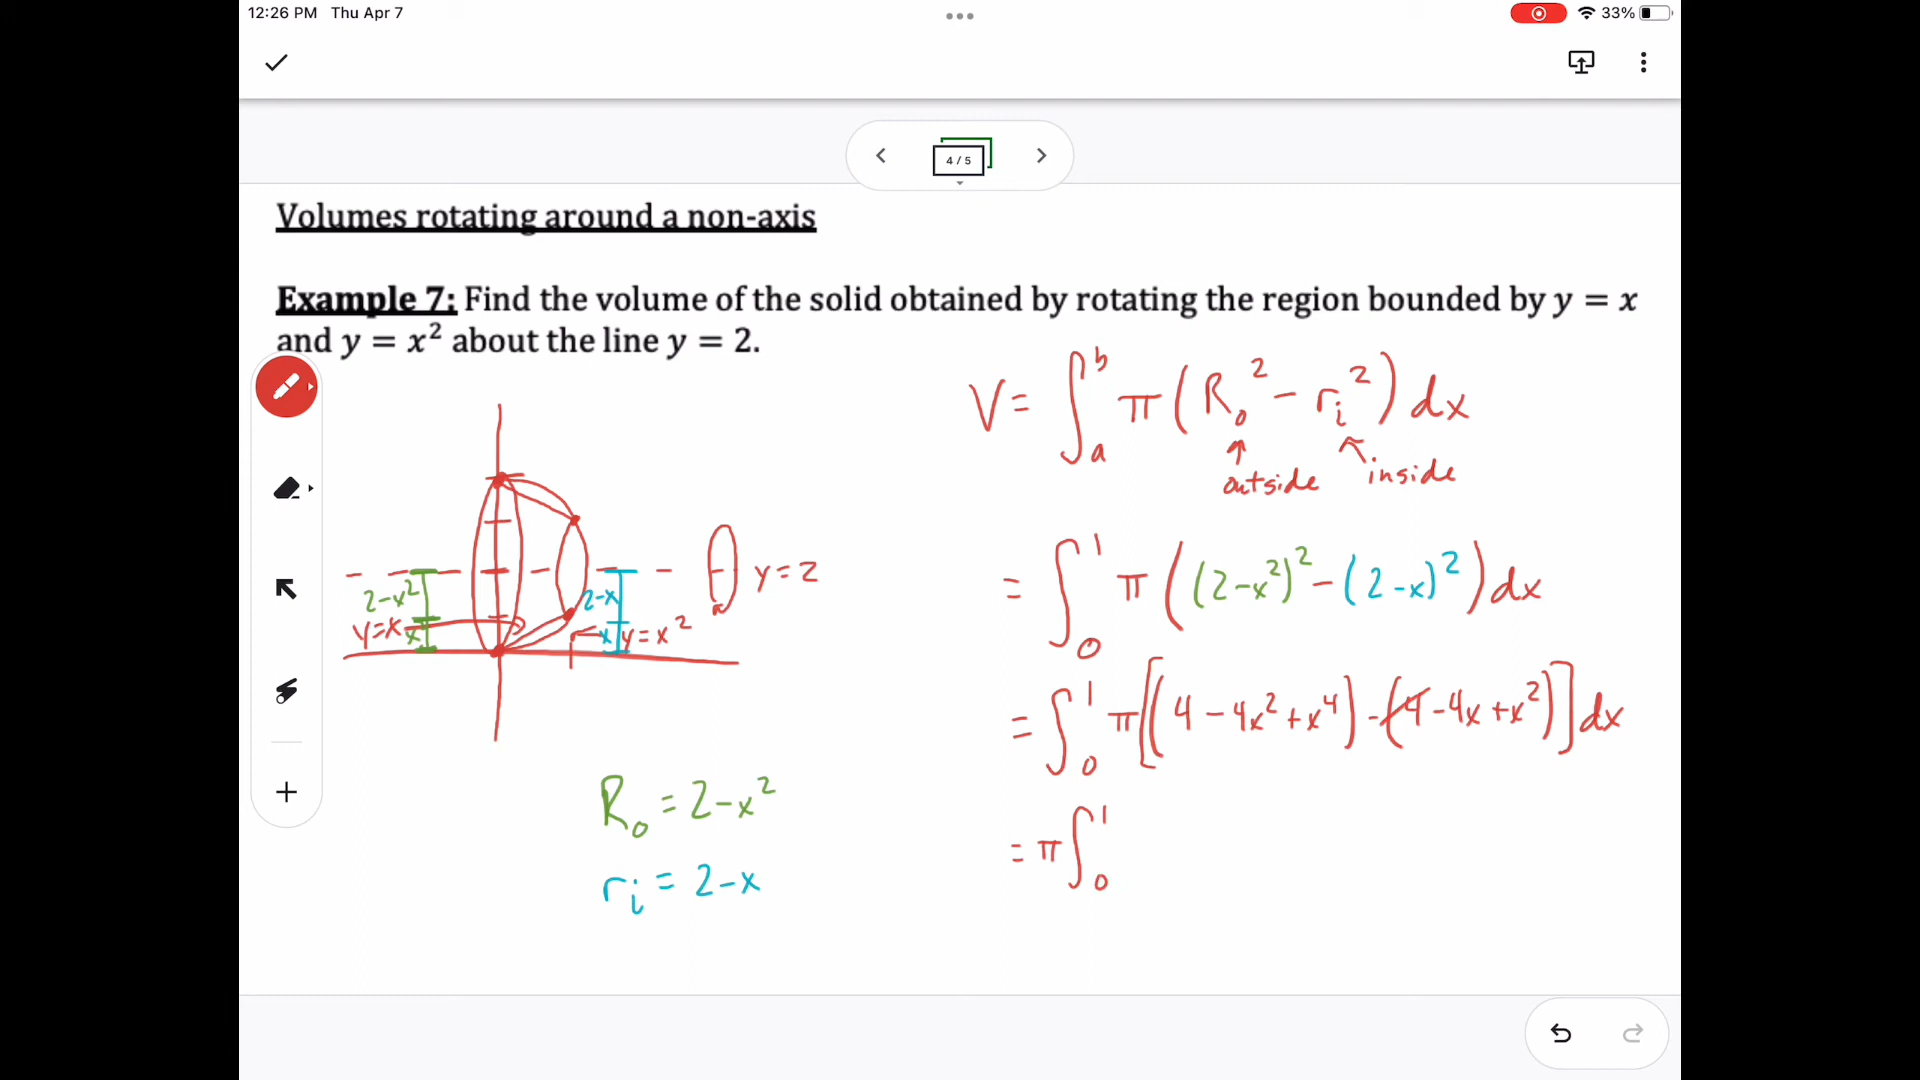 12:26 PM Thu Apr 7
33%
4 / 5
Volumes rotating around a non-axis
Example 7: Find the volume of the solid obtained by rotating the region bounded by y = x
and y = x² about the line y = 2.
V = ∫ₐᵇ π(Rₒ² − rᵢ²) dx
outside inside
y=2
2-x²
2-x
y=x
x²
x
y=x²
= ∫₀¹ π((2-x²)² - (2-x)²) dx
= ∫₀¹ π[(4 - 4x² + x⁴) - (4 - 4x + x²)] dx
Rₒ = 2-x²
= π ∫₀¹
rᵢ = 2-x